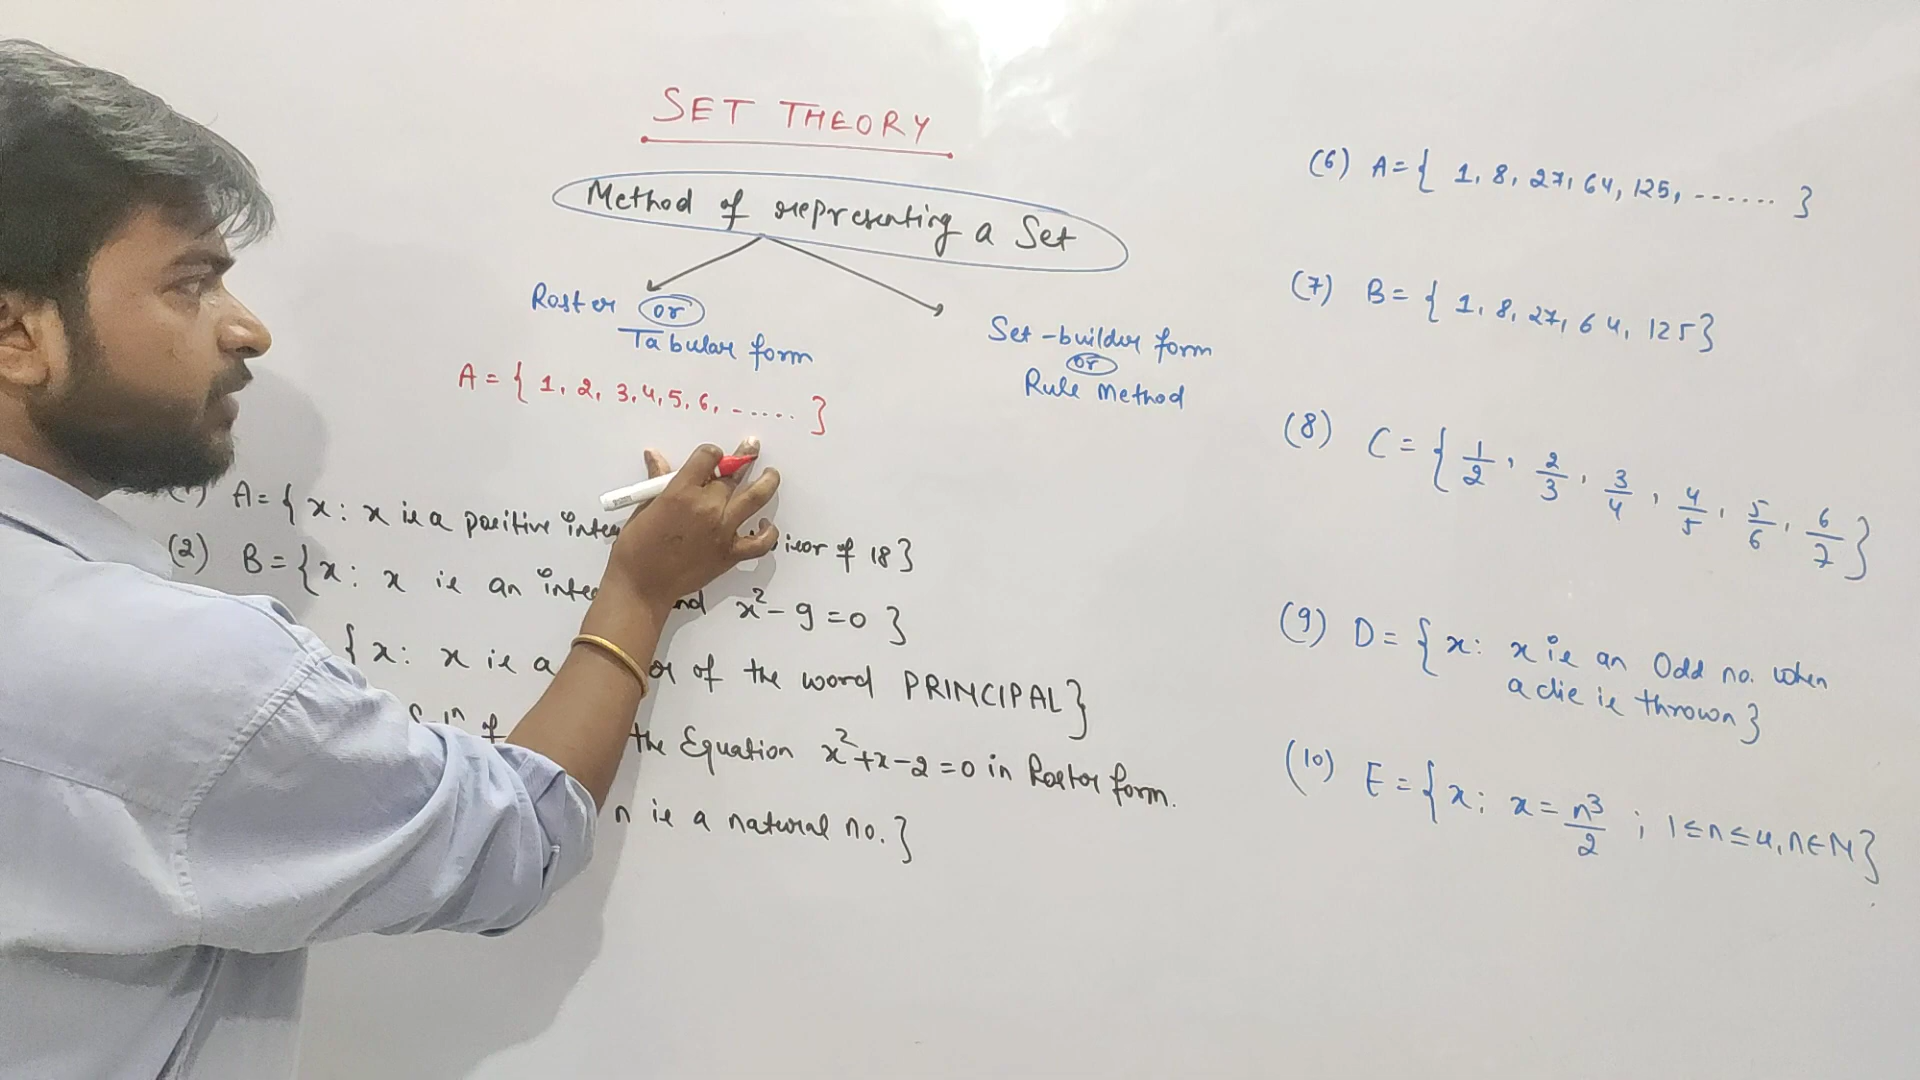 SET THEORY
Method of representing a Set
Roster or
Tabular form
Set-builder form
or
Rule Method
A = { 1, 2, 3, 4, 5, 6, ...... }
A = { x : x is a positive of 18 }
(2) B = { x : x is an x² - 9 = 0 }
{ x : x is a of the word PRINCIPAL }
the Equation x² + x - 2 = 0 in Roster form.
n is a natural no. }
(6) A = { 1, 8, 27, 64, 125, ....... }
(7) B = { 1, 8, 27, 64, 125 }
(8) C = { 1/2, 2/3, 3/4, 4/5, 5/6, 6/7 }
(9) D = { x : x is an Odd no. when
a die is thrown }
(10) E = { x : x = n³/2 ; 1 ≤ n ≤ 4, n ∈ N }